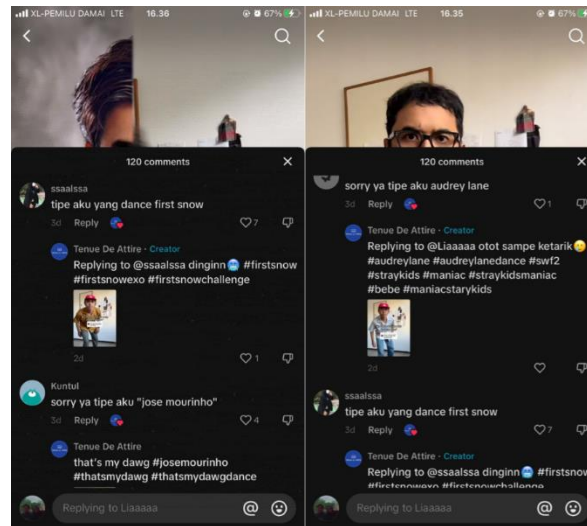 XL-PEMILU DAMAI LTE 16.36 67%
120 comments
ssaalssa
tipe aku yang dance first snow
3d Reply 7
Tenue De Attire · Creator
Replying to @ssaalssa dinginn🥶 #firstsnow
#firstsnowexo #firstsnowchallenge
2d 1
Kuntul
sorry ya tipe aku "jose mourinho"
3d Reply 4
Tenue De Attire
that's my dawg #josemourinho
#thatsmydawg #thatsmydawgdance
Replying to Liaaaaa
XL-PEMILU DAMAI LTE 16.35 67%
120 comments
sorry ya tipe aku audrey lane
3d Reply 1
Tenue De Attire · Creator
Replying to @Liaaaaa otot sampe ketarik
#audreylane #audreylanedance #swf2
#straykids #maniac #straykidsmaniac
#bebe #maniacstarykids
2d
ssaalssa
tipe aku yang dance first snow
3d Reply 7
Tenue De Attire · Creator
Replying to @ssaalssa dinginn🥶 #firstsnow
#firstsnowexo #firstsnowchallenge
Replying to Liaaaaa